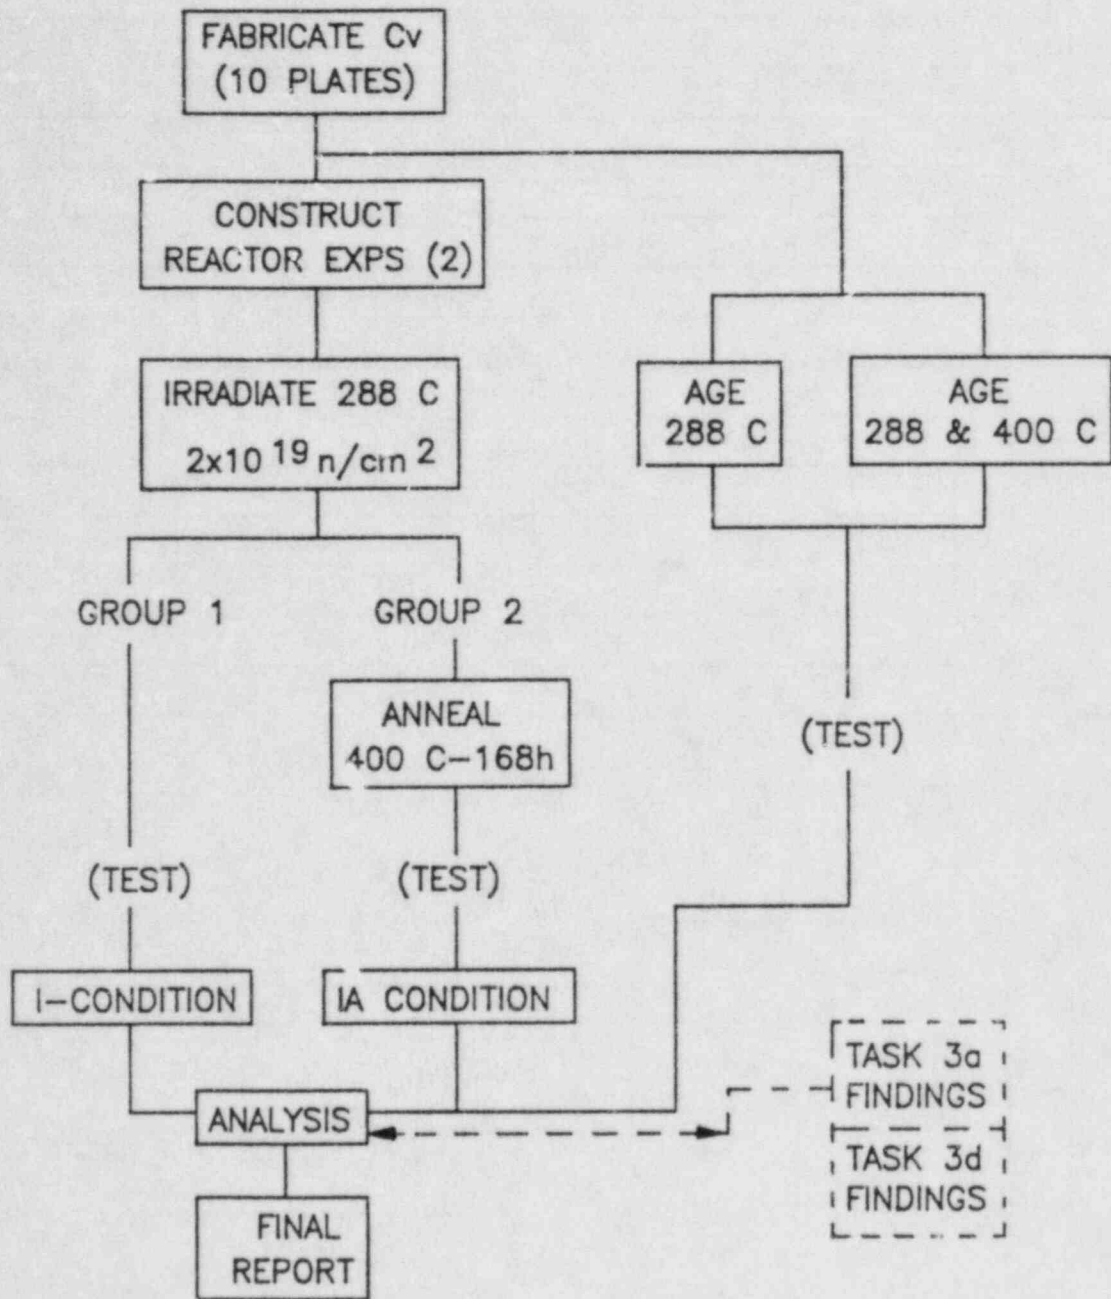 FABRICATE Cv
(10 PLATES)
CONSTRUCT
REACTOR EXPS (2)
IRRADIATE 288 C
2x10 19 n/cm 2
AGE
288 C
AGE
288 & 400 C
GROUP 1
GROUP 2
ANNEAL
400 C-168h
(TEST)
(TEST)
(TEST)
I-CONDITION
IA CONDITION
TASK 3a
FINDINGS
ANALYSIS
TASK 3d
FINDINGS
FINAL
REPORT